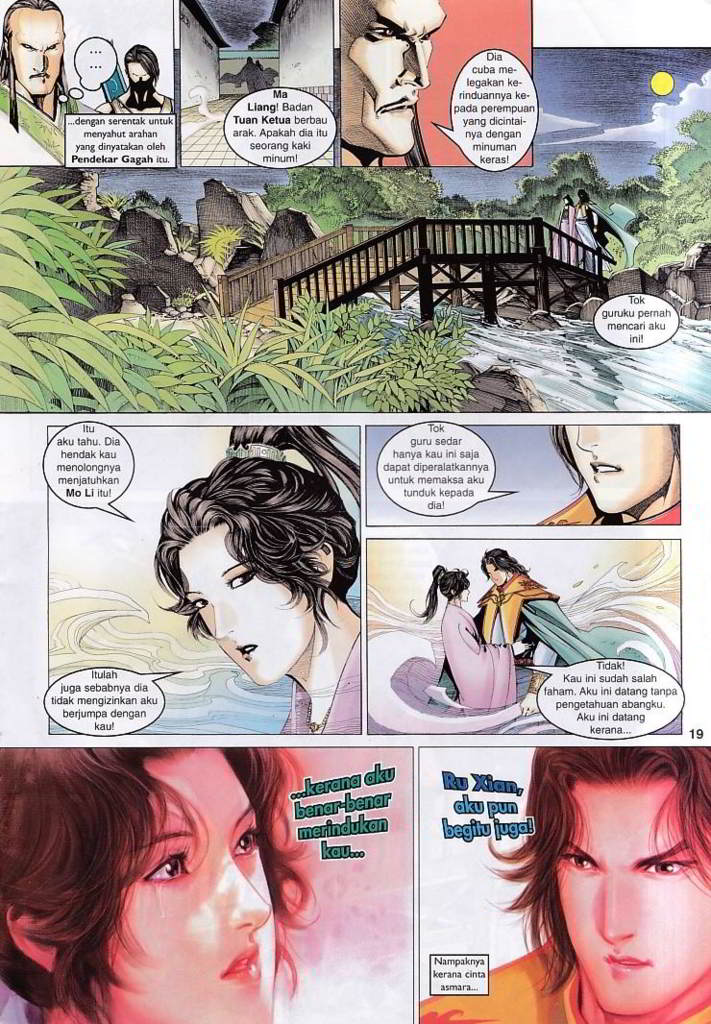 ...
...
...dengan serentak untuk
menyahut arahan
yang dinyatakan oleh
Pendekar Gagah itu.
Ma
Liang! Badan
Tuan Ketua berbau
arak. Apakah dia itu
seorang kaki
minum!
Dia
cuba me-
legakan ke-
rinduannya ke-
pada perempuan
yang dicintai-
nya dengan
minuman
keras!
Tok
guruku pernah
mencari aku
ini!
Itu
aku tahu. Dia
hendak kau
menolongnya
menjatuhkan
Mo Li itu!
Itulah
juga sebabnya dia
tidak mengizinkan aku
berjumpa dengan
kau!
Tok
guru sedar
hanya kau ini saja
dapat diperalatkannya
untuk memaksa aku
tunduk kepada
dia!
Tidak!
Kau sudah salah
faham. Aku ini datang tanpa
pengetahuan abangku.
Aku ini datang
kerana...
19
...kerana aku
benar-benar
merindukan
kau...
Ru Xian,
aku pun
begitu juga!
Nampaknya
kerana cinta
asmara...